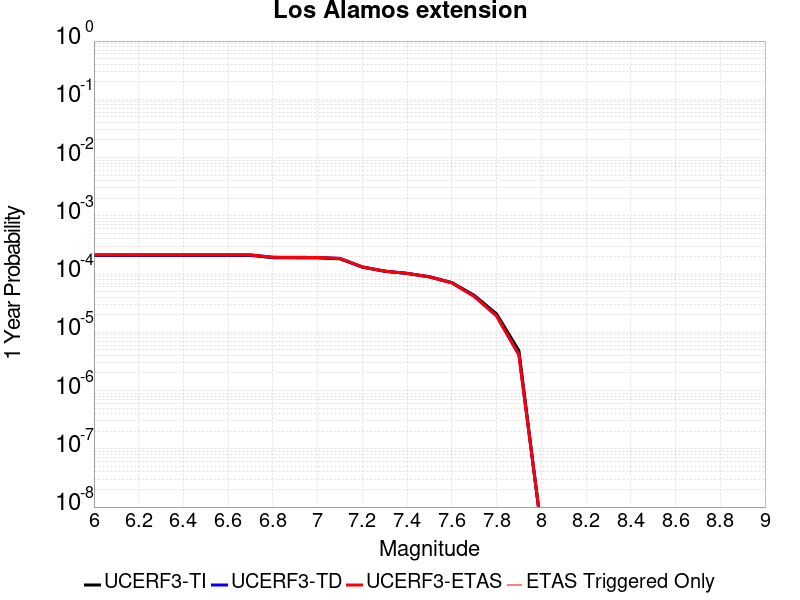 Los Alamos extension
10^0
10^-1
10^-2
10^-3
10^-4
10^-5
10^-6
10^-7
10^-8
1 Year Probability
6 6.2 6.4 6.6 6.8 7 7.2 7.4 7.6 7.8 8 8.2 8.4 8.6 8.8 9
Magnitude
UCERF3-TI UCERF3-TD UCERF3-ETAS ETAS Triggered Only